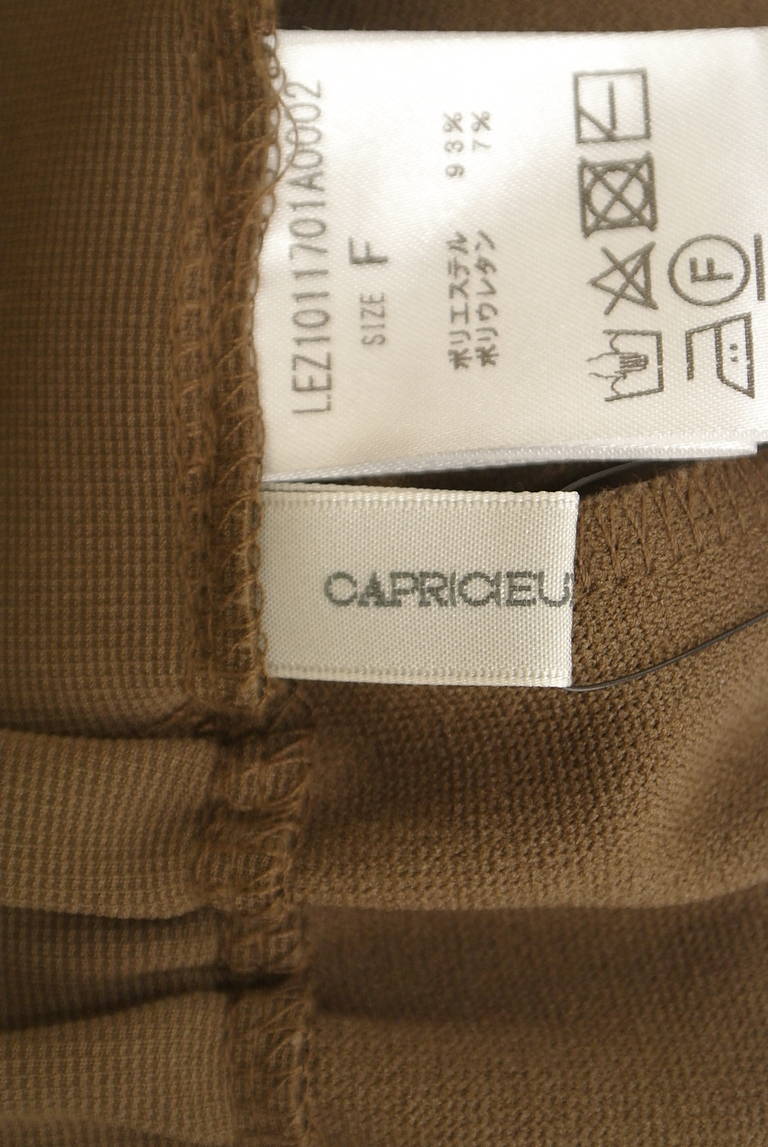 LEZ1011701A0002
SIZE F
ポリエステル 93%
ポリウレタン 7%
F
CAPRICIEU